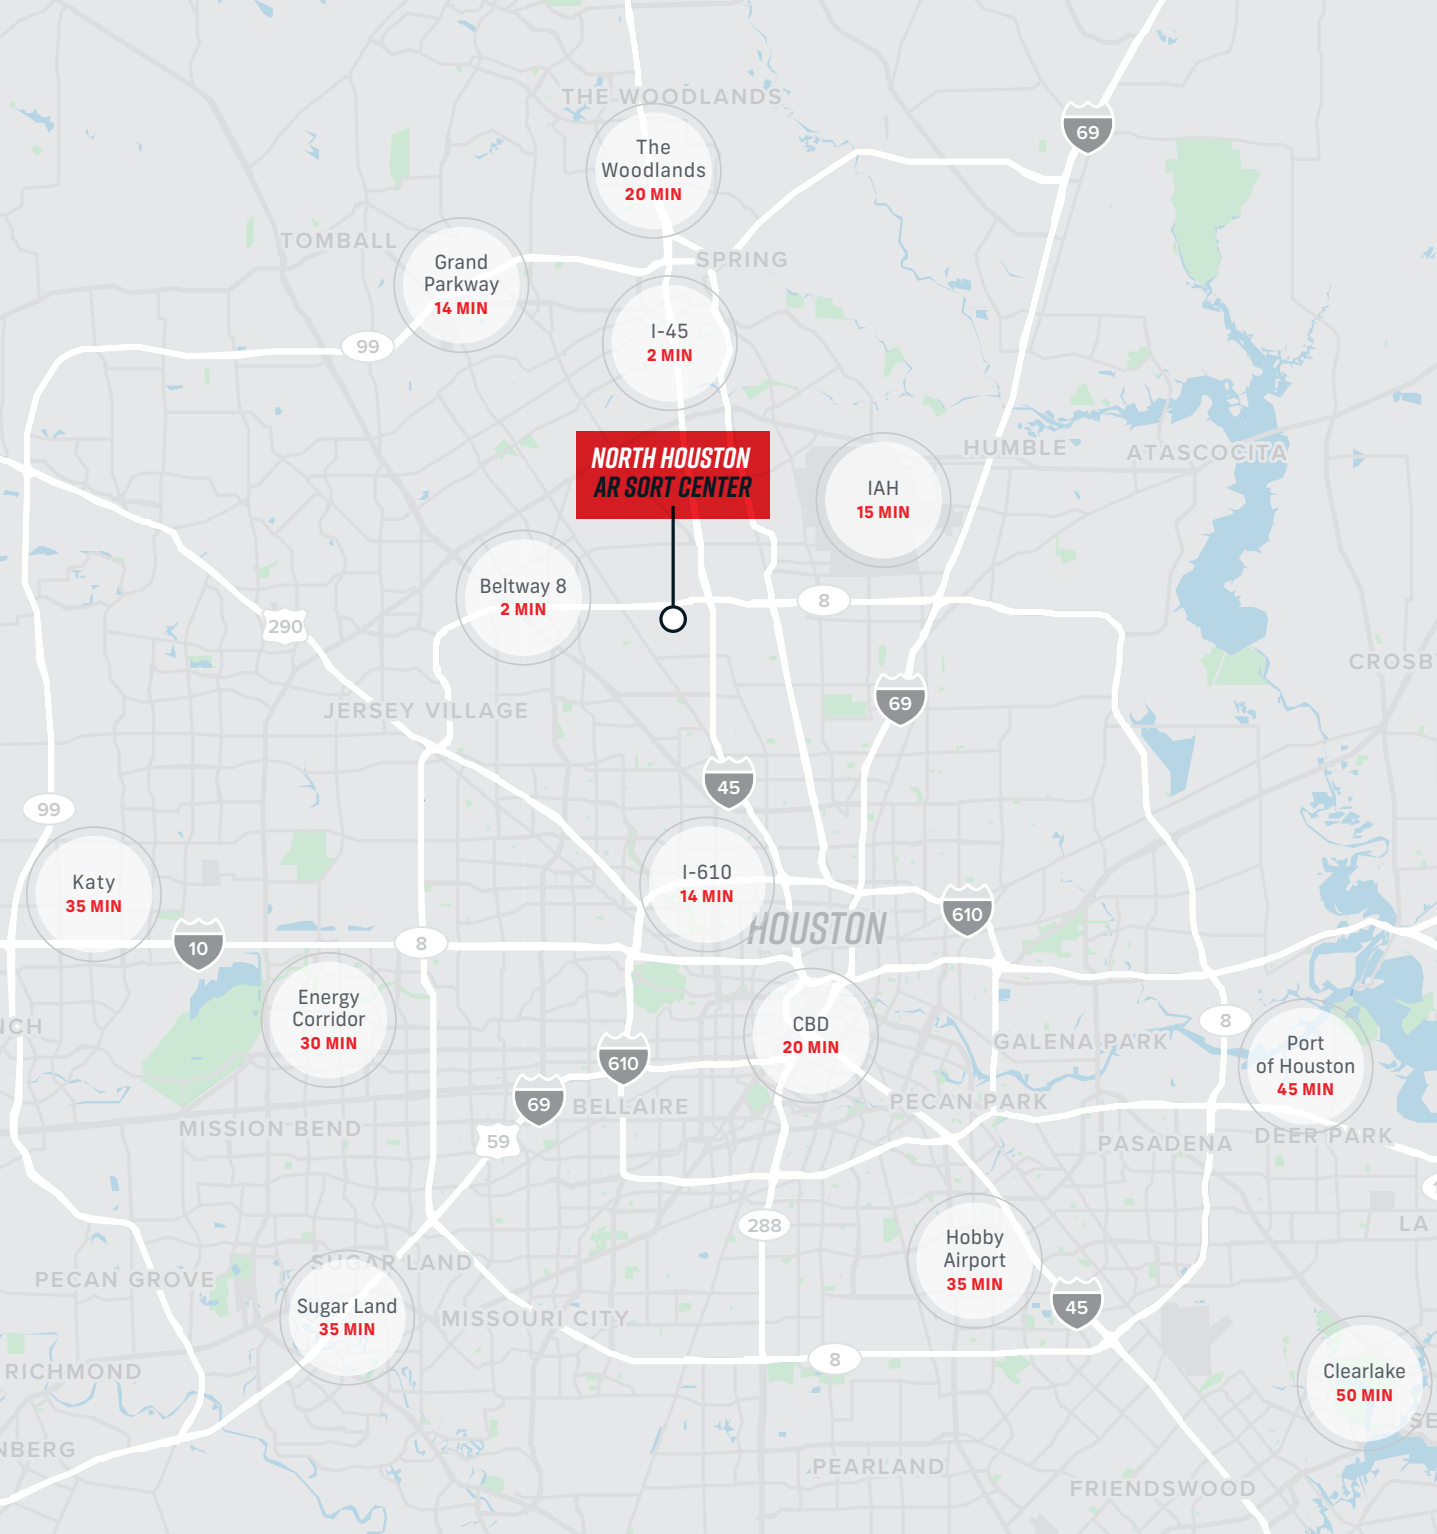 THE WOODLANDS
69
The
Woodlands
20 MIN
TOMBALL
Grand
Parkway
14 MIN
SPRING
99
I-45
2 MIN
NORTH HOUSTON
AR SORT CENTER
HUMBLE
ATASCOCITA
IAH
15 MIN
Beltway 8
2 MIN
8
290
CROSB
JERSEY VILLAGE
69
45
99
I-610
14 MIN
Katy
35 MIN
610
HOUSTON
10
8
Energy
Corridor
30 MIN
CBD
20 MIN
8
NCH
GALENA PARK
Port
of Houston
45 MIN
610
69
BELLAIRE
PECAN PARK
MISSION BEND
59
PASADENA
DEER PARK
288
LA
Hobby
Airport
35 MIN
SUGAR LAND
PECAN GROVE
Sugar Land
35 MIN
MISSOURI CITY
45
8
RICHMOND
Clearlake
50 MIN
SE
NBERG
PEARLAND
FRIENDSWOOD